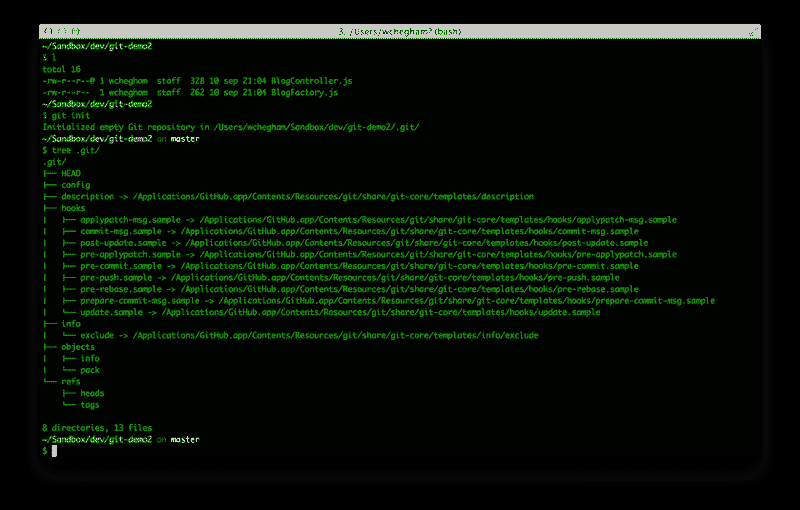 3. /Users/wchegham? (bash)
~/Sandbox/dev/git-demo2
$ l
total 16
-rw-r--r--@ 1 wchegham  staff  328 10 sep 21:04 BlogController.js
-rw-r--r--  1 wchegham  staff  262 10 sep 21:04 BlogFactory.js
~/Sandbox/dev/git-demo2
$ git init
Initialized empty Git repository in /Users/wchegham/Sandbox/dev/git-demo2/.git/
~/Sandbox/dev/git-demo2 on master
$ tree .git/
.git/
├── HEAD
├── config
├── description -> /Applications/GitHub.app/Contents/Resources/git/share/git-core/templates/description
├── hooks
│   ├── applypatch-msg.sample -> /Applications/GitHub.app/Contents/Resources/git/share/git-core/templates/hooks/applypatch-msg.sample
│   ├── commit-msg.sample -> /Applications/GitHub.app/Contents/Resources/git/share/git-core/templates/hooks/commit-msg.sample
│   ├── post-update.sample -> /Applications/GitHub.app/Contents/Resources/git/share/git-core/templates/hooks/post-update.sample
│   ├── pre-applypatch.sample -> /Applications/GitHub.app/Contents/Resources/git/share/git-core/templates/hooks/pre-applypatch.sample
│   ├── pre-commit.sample -> /Applications/GitHub.app/Contents/Resources/git/share/git-core/templates/hooks/pre-commit.sample
│   ├── pre-push.sample -> /Applications/GitHub.app/Contents/Resources/git/share/git-core/templates/hooks/pre-push.sample
│   ├── pre-rebase.sample -> /Applications/GitHub.app/Contents/Resources/git/share/git-core/templates/hooks/pre-rebase.sample
│   ├── prepare-commit-msg.sample -> /Applications/GitHub.app/Contents/Resources/git/share/git-core/templates/hooks/prepare-commit-msg.sample
│   └── update.sample -> /Applications/GitHub.app/Contents/Resources/git/share/git-core/templates/hooks/update.sample
├── info
│   └── exclude -> /Applications/GitHub.app/Contents/Resources/git/share/git-core/templates/info/exclude
├── objects
│   ├── info
│   └── pack
└── refs
    ├── heads
    └── tags
8 directories, 13 files
~/Sandbox/dev/git-demo2 on master
$